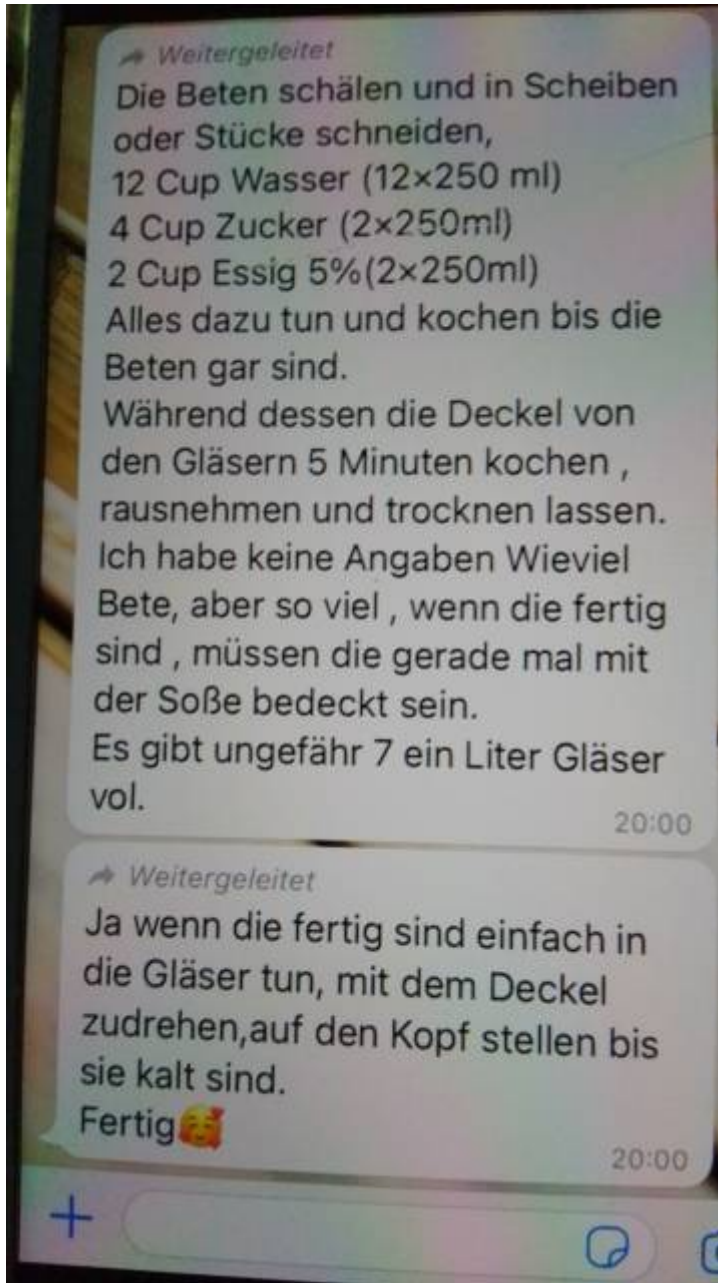 Weitergeleitet
Die Beten schälen und in Scheiben
oder Stücke schneiden,
12 Cup Wasser (12×250 ml)
4 Cup Zucker (2×250ml)
2 Cup Essig 5%(2×250ml)
Alles dazu tun und kochen bis die
Beten gar sind.
Während dessen die Deckel von
den Gläsern 5 Minuten kochen ,
rausnehmen und trocknen lassen.
Ich habe keine Angaben Wieviel
Bete, aber so viel , wenn die fertig
sind , müssen die gerade mal mit
der Soße bedeckt sein.
Es gibt ungefähr 7 ein Liter Gläser
vol.
20:00
Weitergeleitet
Ja wenn die fertig sind einfach in
die Gläser tun, mit dem Deckel
zudrehen,auf den Kopf stellen bis
sie kalt sind.
Fertig🥰
20:00